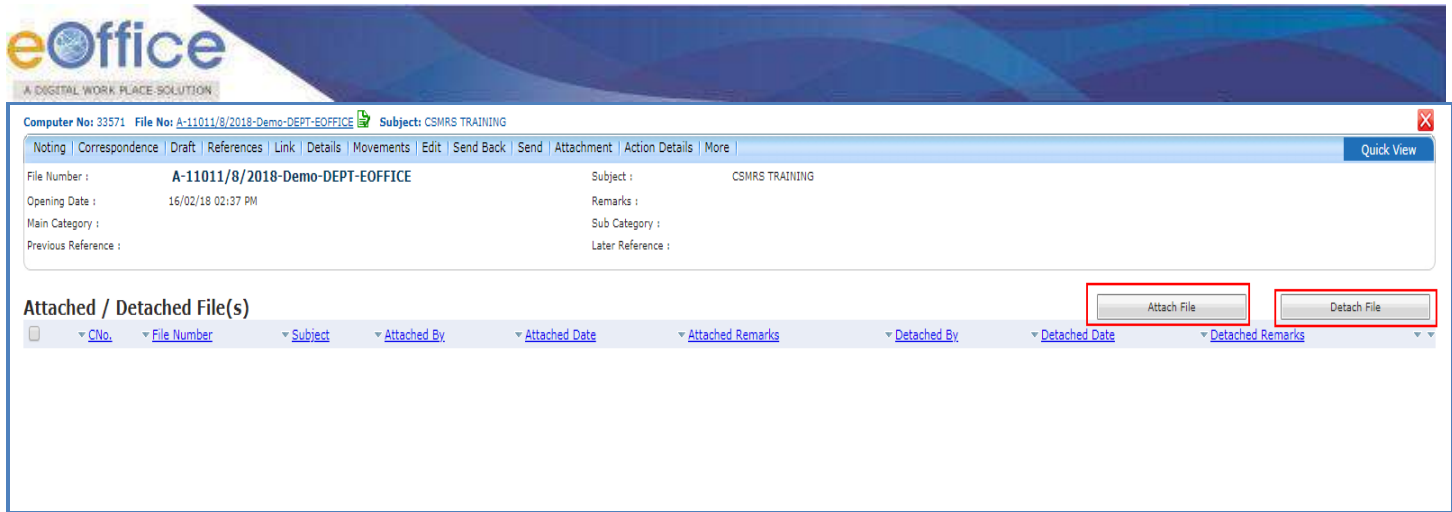 eOffice
A DIGITAL WORK PLACE SOLUTION
Computer No: 33571 File No: A-11011/8/2018-Demo-DEPT-EOFFICE Subject: CSMRS TRAINING
Noting | Correspondence | Draft | References | Link | Details | Movements | Edit | Send Back | Send | Attachment | Action Details | More | Quick View
File Number : A-11011/8/2018-Demo-DEPT-EOFFICE Subject : CSMRS TRAINING
Opening Date : 16/02/18 02:37 PM Remarks :
Main Category : Sub Category :
Previous Reference : Later Reference :
Attached / Detached File(s) Attach File Detach File
CNo. File Number Subject Attached By Attached Date Attached Remarks Detached By Detached Date Detached Remarks